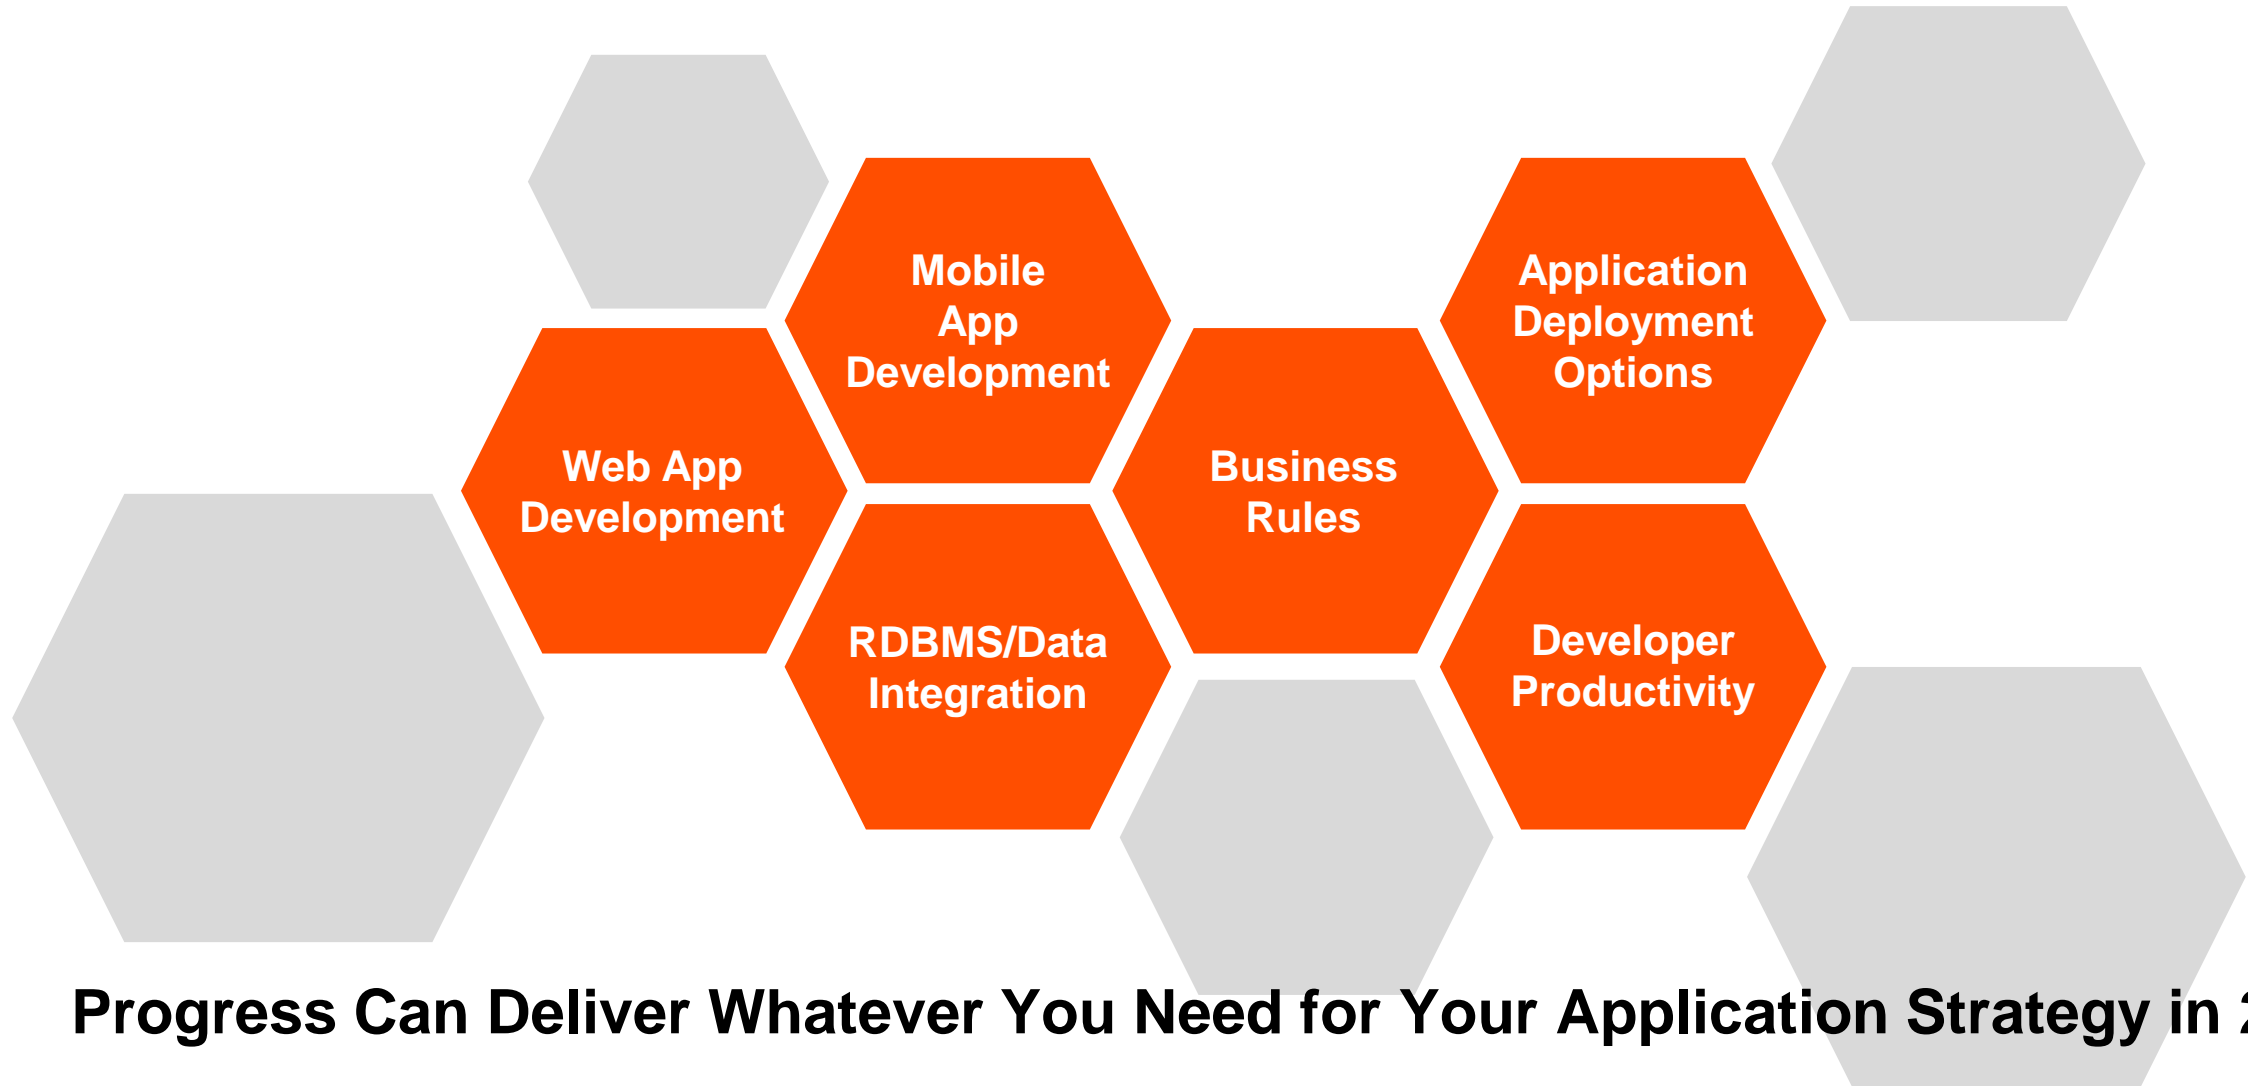 Mobile
App
Development
Application
Deployment
Options
Web App
Development
Business
Rules
RDBMS/Data
Integration
Developer
Productivity
Progress Can Deliver Whatever You Need for Your Application Strategy in